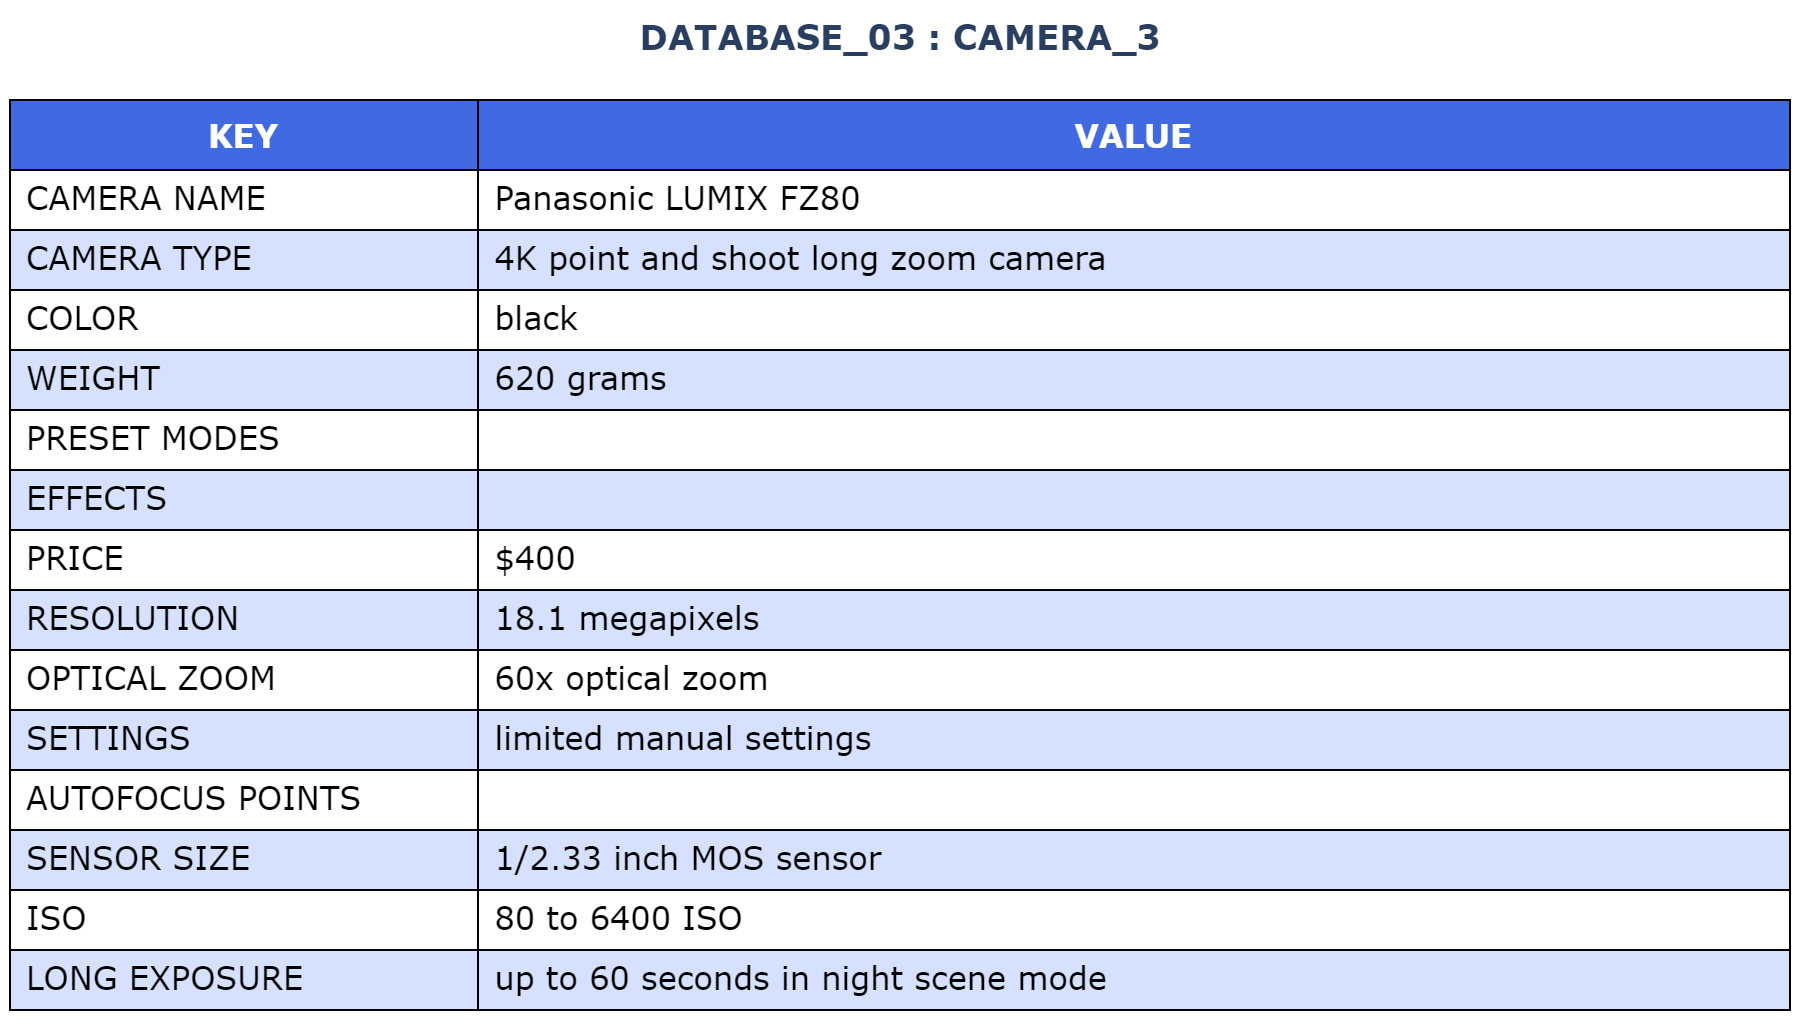 DATABASE_03 : CAMERA_3
KEY VALUE
CAMERA NAME Panasonic LUMIX FZ80
CAMERA TYPE 4K point and shoot long zoom camera
COLOR black
WEIGHT 620 grams
PRESET MODES
EFFECTS
PRICE $400
RESOLUTION 18.1 megapixels
OPTICAL ZOOM 60x optical zoom
SETTINGS limited manual settings
AUTOFOCUS POINTS
SENSOR SIZE 1/2.33 inch MOS sensor
ISO 80 to 6400 ISO
LONG EXPOSURE up to 60 seconds in night scene mode